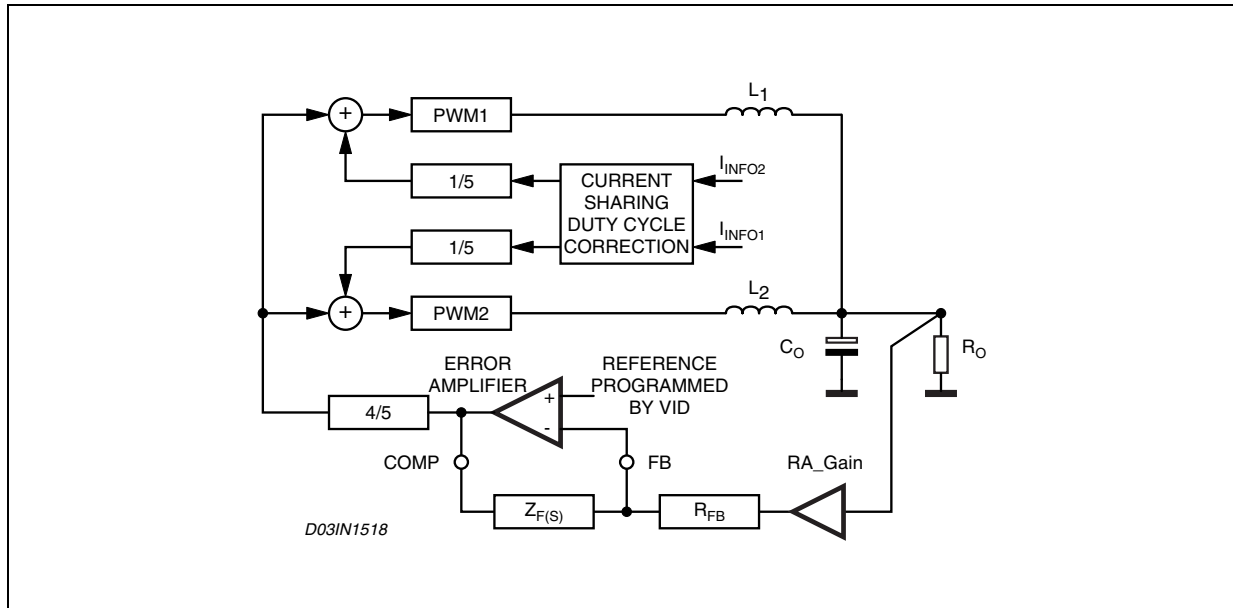 L1
+
PWM1
IINFO2
1/5
CURRENT
SHARING
DUTY CYCLE
CORRECTION
IINFO1
1/5
L2
+
PWM2
CO
RO
ERROR
AMPLIFIER
REFERENCE
PROGRAMMED
BY VID
+
-
4/5
COMP
FB
RA_Gain
ZF(S)
RFB
D03IN1518